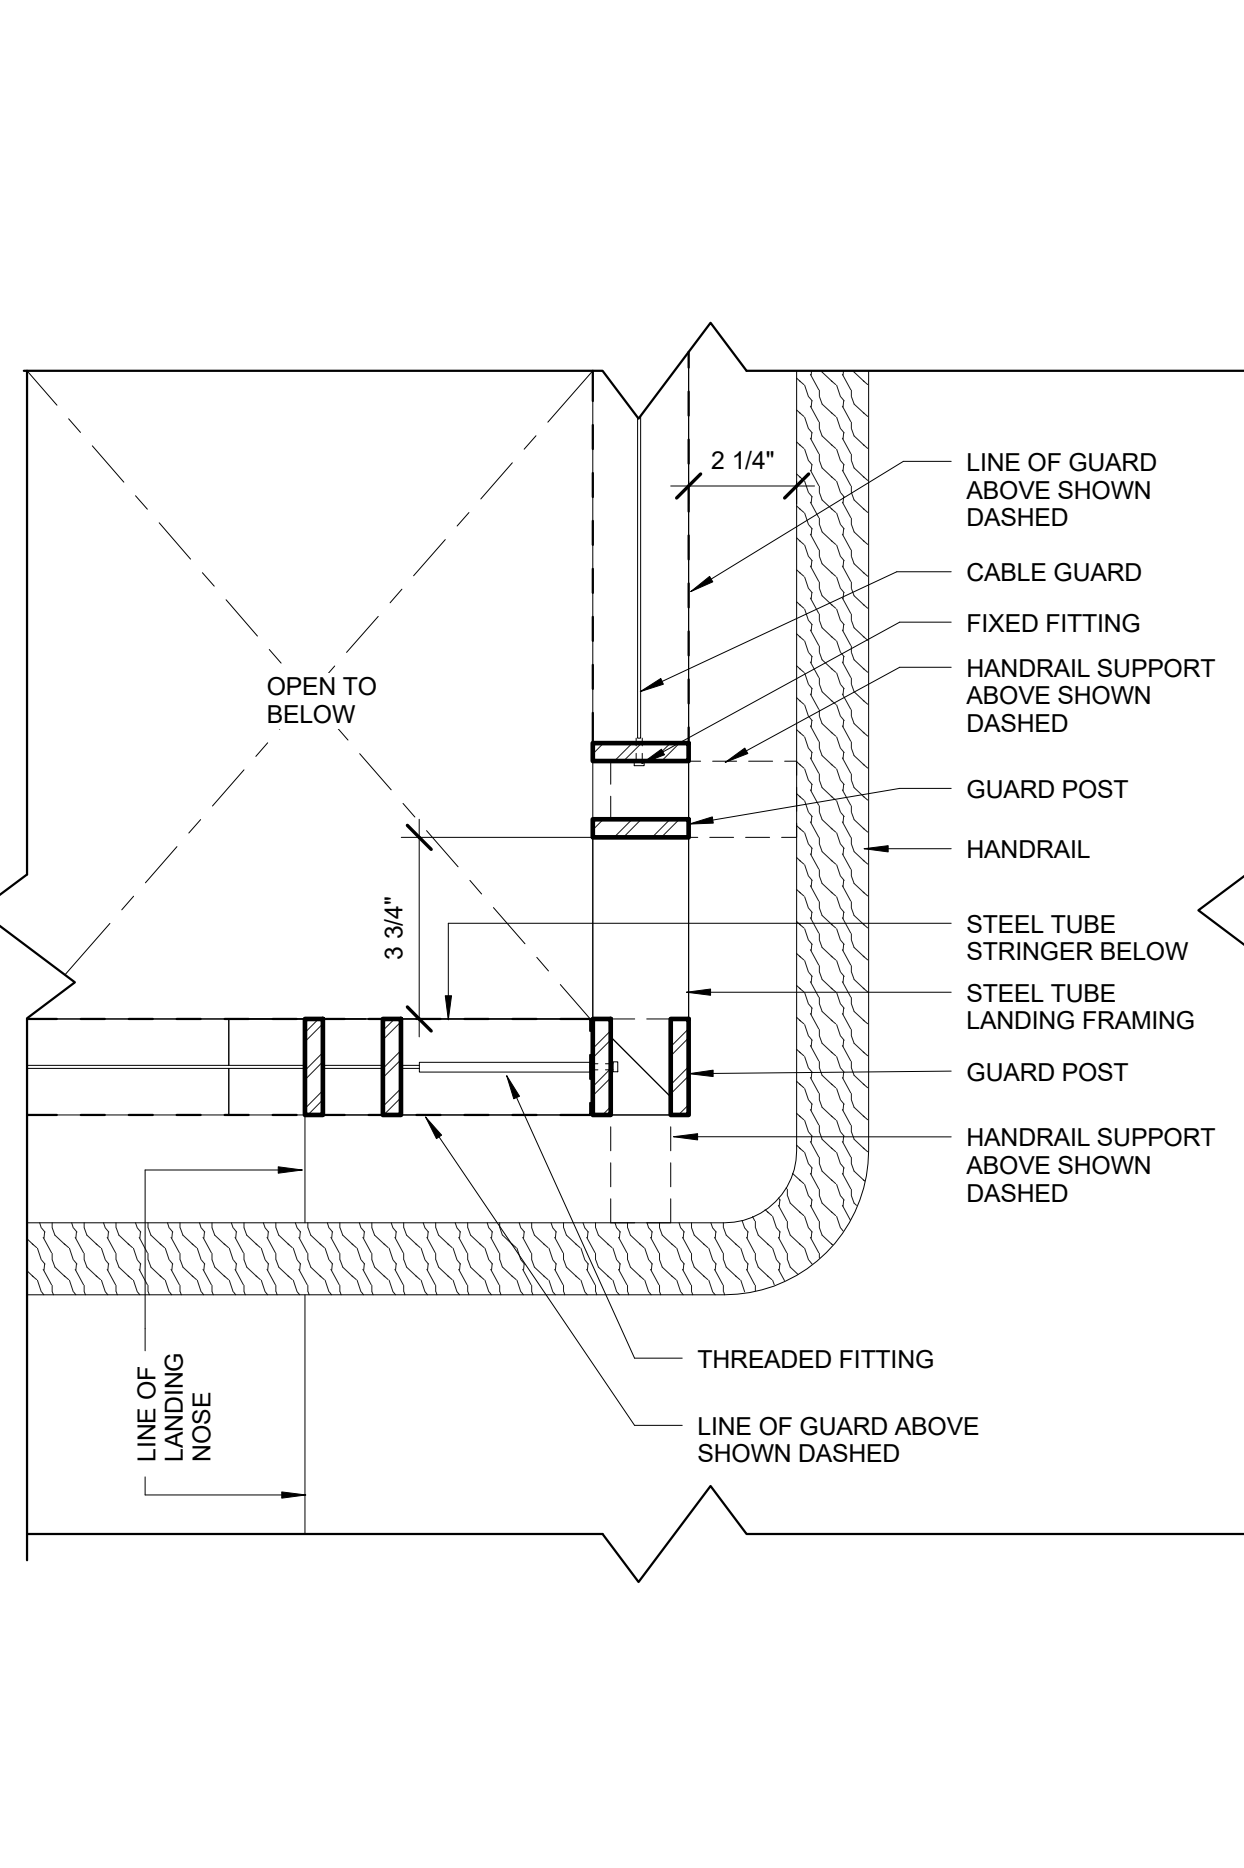 2 1/4"
LINE OF GUARD
ABOVE SHOWN
DASHED
CABLE GUARD
FIXED FITTING
HANDRAIL SUPPORT
ABOVE SHOWN
DASHED
OPEN TO
BELOW
GUARD POST
HANDRAIL
3 3/4"
STEEL TUBE
STRINGER BELOW
STEEL TUBE
LANDING FRAMING
GUARD POST
HANDRAIL SUPPORT
ABOVE SHOWN
DASHED
THREADED FITTING
LINE OF
LANDING
NOSE
LINE OF GUARD ABOVE
SHOWN DASHED